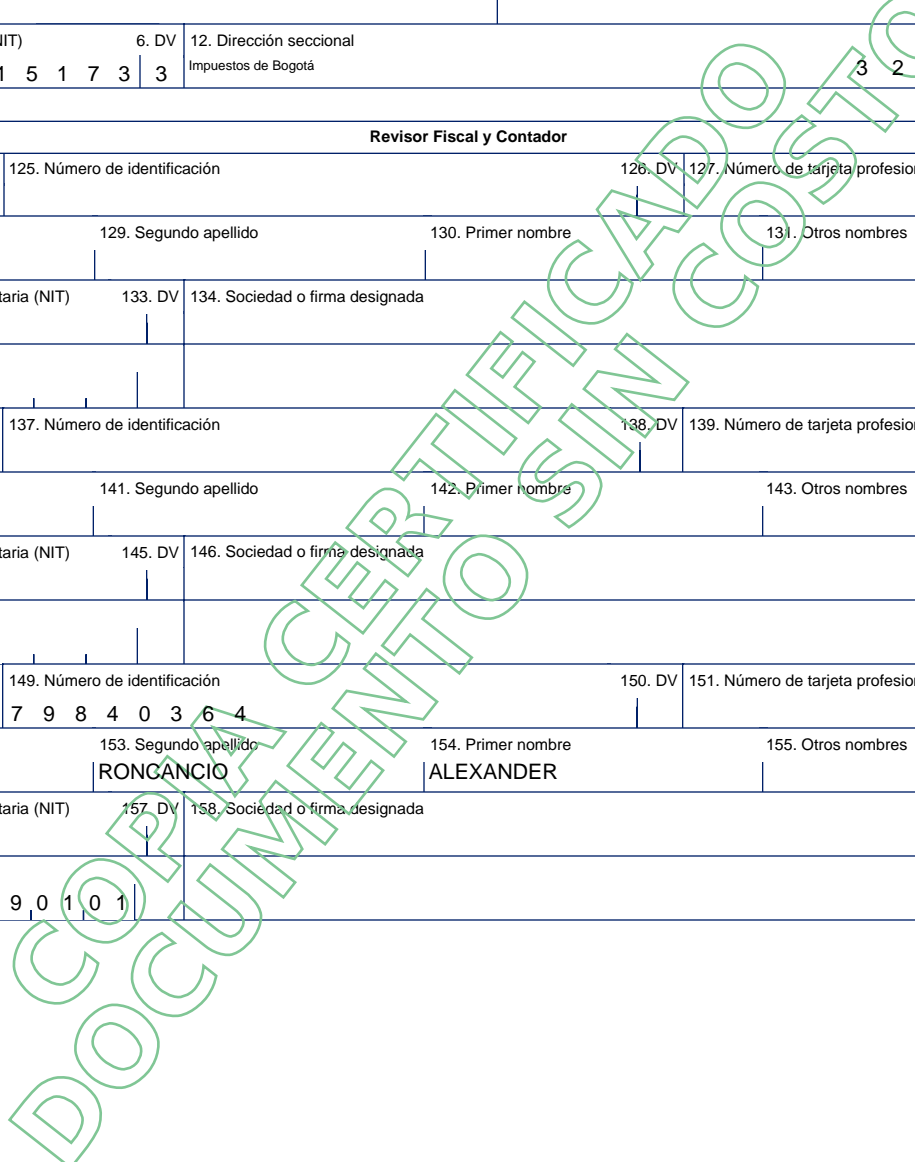 IIT) 6. DV 12. Dirección seccional
1 5 1 7 3 3 Impuestos de Bogotá 3 2
Revisor Fiscal y Contador
125. Número de identificación 126. DV 127. Número de tarjeta profesion
129. Segundo apellido 130. Primer nombre 131. Otros nombres
taria (NIT) 133. DV 134. Sociedad o firma designada
137. Número de identificación 138. DV 139. Número de tarjeta profesion
141. Segundo apellido 142. Primer nombre 143. Otros nombres
taria (NIT) 145. DV 146. Sociedad o firma designada
149. Número de identificación 150. DV 151. Número de tarjeta profesion
7 9 8 4 0 3 6 4
153. Segundo apellido 154. Primer nombre 155. Otros nombres
RONCANCIO ALEXANDER
taria (NIT) 157. DV 158. Sociedad o firma designada
9 0 1 0 1
COPIA CERTIFICADO
DOCUMENTO SIN COSTO